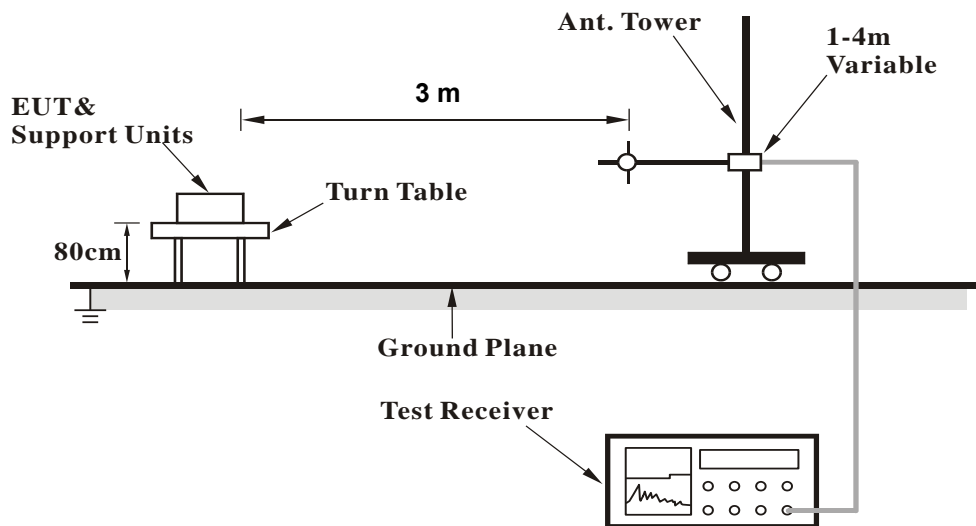 Ant. Tower
1-4m
Variable
3 m
EUT&
Support Units
Turn Table
80cm
Ground Plane
Test Receiver